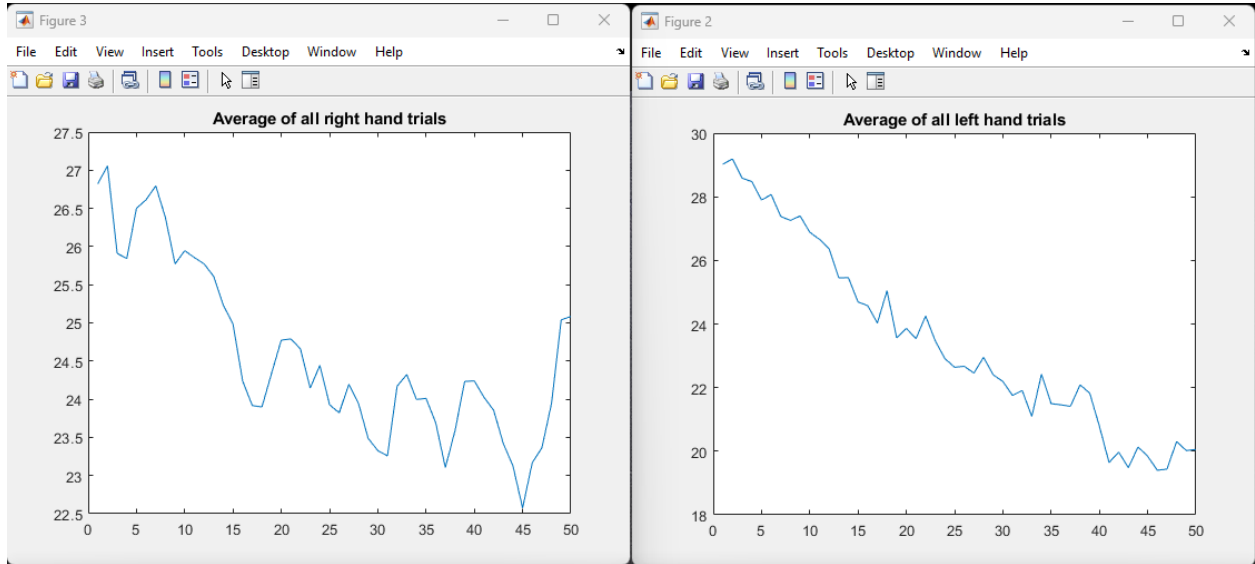 Figure 3
File Edit View Insert Tools Desktop Window Help
Average of all right hand trials
27.5
27
26.5
26
25.5
25
24.5
24
23.5
23
22.5
0 5 10 15 20 25 30 35 40 45 50
Figure 2
File Edit View Insert Tools Desktop Window Help
Average of all left hand trials
30
28
26
24
22
20
18
0 5 10 15 20 25 30 35 40 45 50